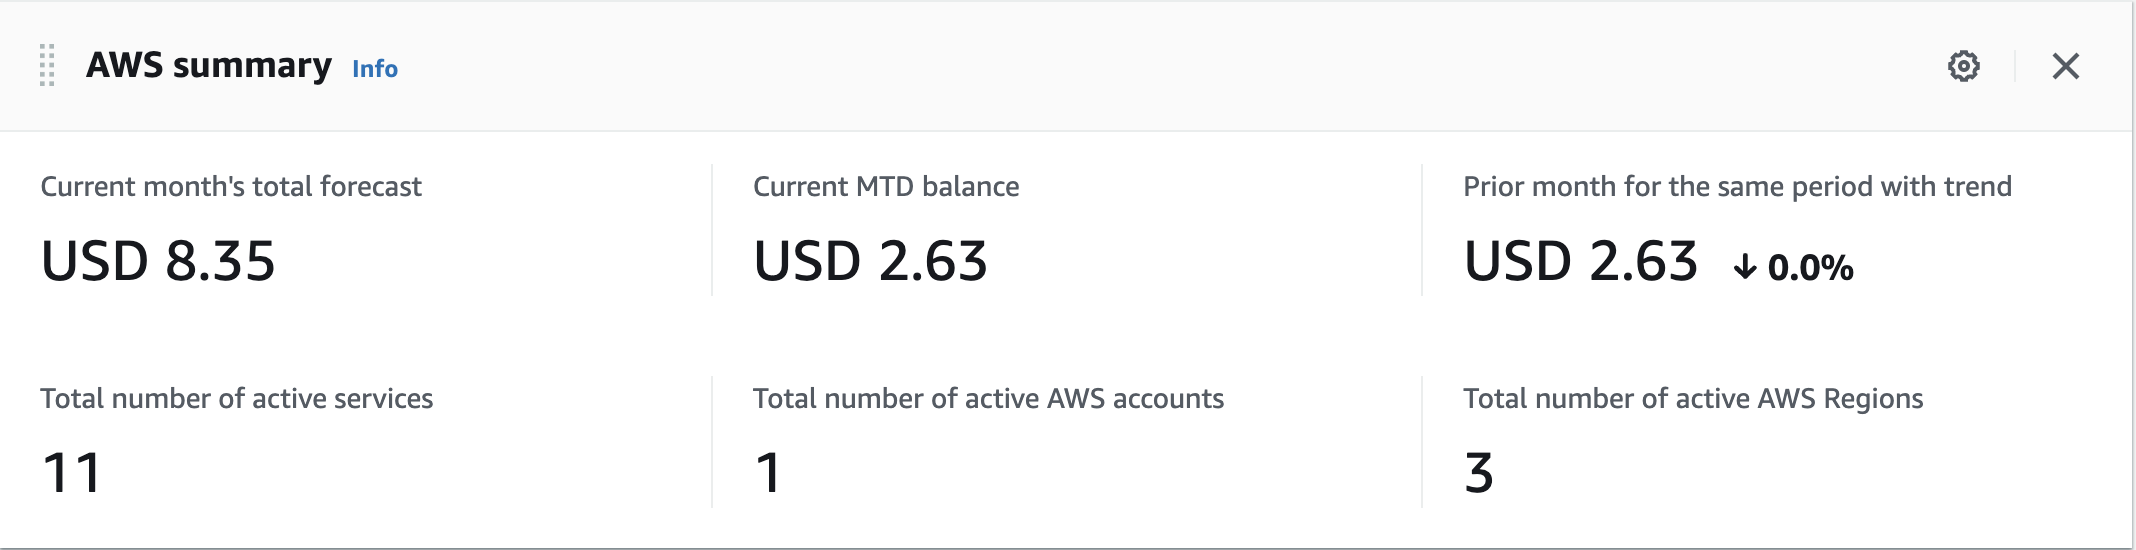 AWS summary Info
Current month's total forecast
USD 8.35
Current MTD balance
USD 2.63
Prior month for the same period with trend
USD 2.63 ↓ 0.0%
Total number of active services
11
Total number of active AWS accounts
1
Total number of active AWS Regions
3